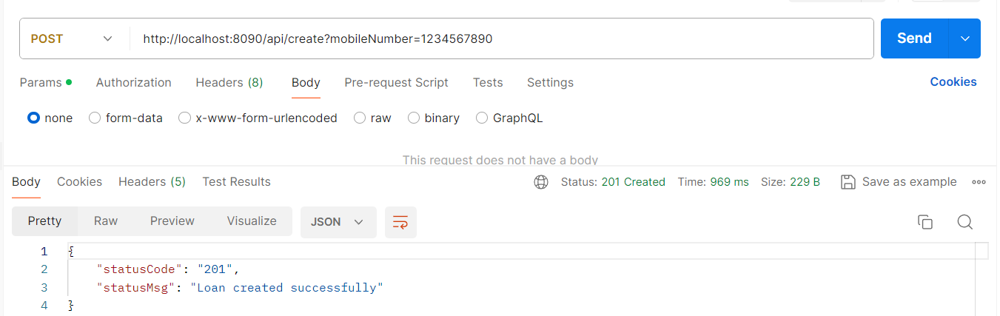 POST http://localhost:8090/api/create?mobileNumber=1234567890 Send
Params Authorization Headers (8) Body Pre-request Script Tests Settings Cookies
none form-data x-www-form-urlencoded raw binary GraphQL
This request does not have a body
Body Cookies Headers (5) Test Results Status: 201 Created Time: 969 ms Size: 229 B Save as example
Pretty Raw Preview Visualize JSON
1 {
2 "statusCode": "201",
3 "statusMsg": "Loan created successfully"
4 }